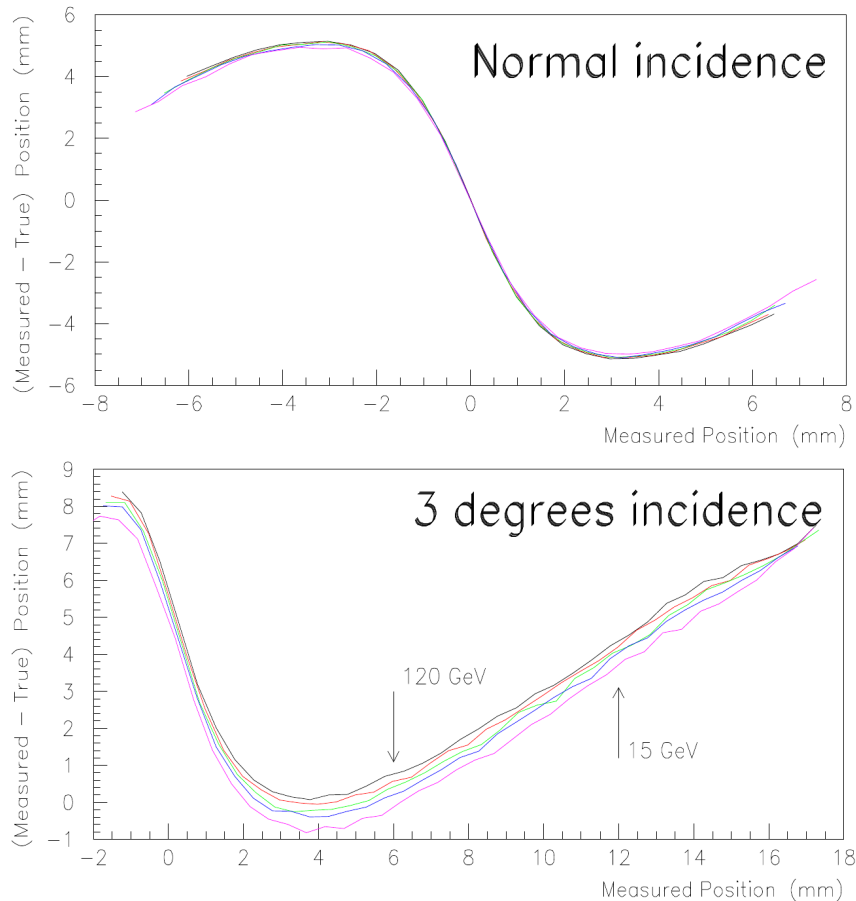 Normal incidence
(Measured – True) Position (mm)
6
4
2
0
−2
−4
−6
−8 −6 −4 −2 0 2 4 6 8
Measured Position (mm)
3 degrees incidence
(Measured – True) Position (mm)
9
8
7
6
5
4
3
2
1
0
−1
120 GeV
15 GeV
−2 0 2 4 6 8 10 12 14 16 18
Measured Position (mm)